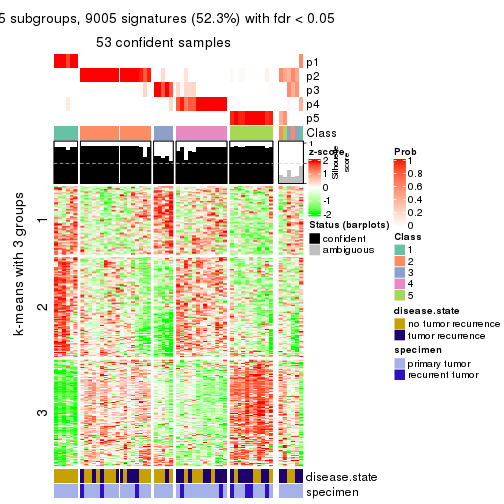 5 subgroups, 9005 signatures (52.3%) with fdr < 0.05
53 confident samples
p1
p2
p3
p4
p5
Class
1
Silhouette
score
k-means with 3 groups
1
2
3
disease.state
specimen
z-score
2
1
0
-1
-2
Status (barplots)
confident
ambiguous
Prob
1
0.8
0.6
0.4
0.2
0
Class
1
2
3
4
5
disease.state
no tumor recurrence
tumor recurrence
specimen
primary tumor
recurrent tumor